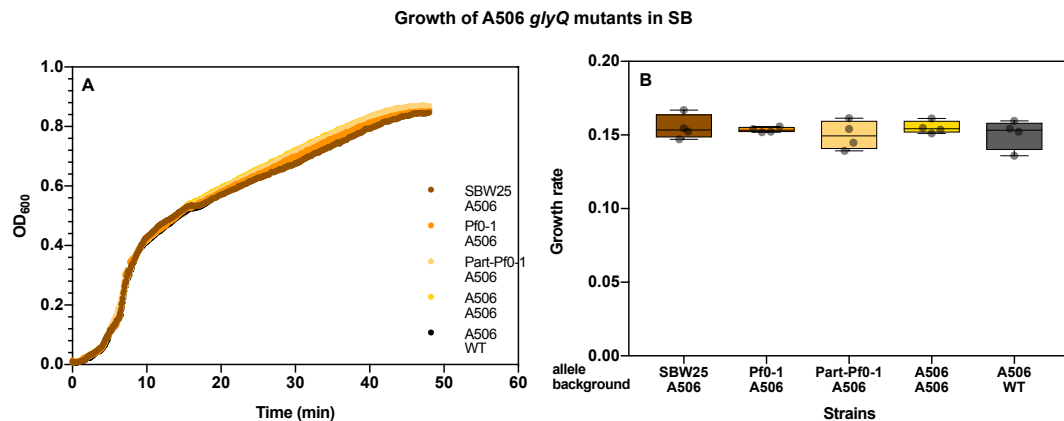 Growth of A506 glyQ mutants in SB
A
OD600
1.0
0.8
0.6
0.4
0.2
0.0
0
10
20
30
40
50
60
Time (min)
SBW25
A506
Pf0-1
A506
Part-Pf0-1
A506
A506
A506
A506
WT
B
Growth rate
0.20
0.15
0.10
0.05
0.00
allele
background
SBW25
A506
Pf0-1
A506
Part-Pf0-1
A506
A506
A506
A506
WT
Strains